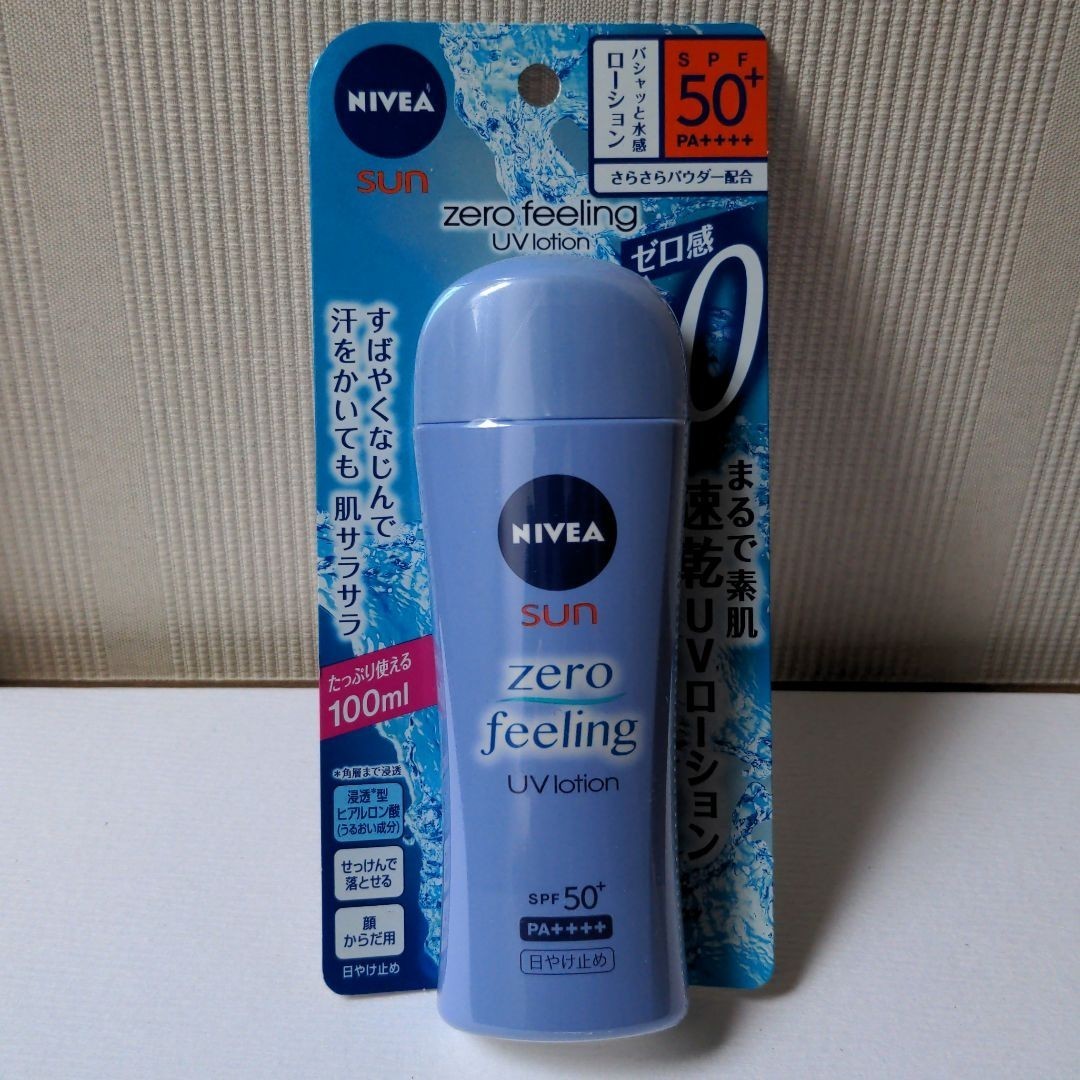 NIVEA
sun
バシャッと水感
ローション
SPF
50+
PA++++
さらさらパウダー配合
zero feeling
UV lotion
ゼロ感
0
すばやくなじんで
汗をかいても 肌サラサラ
まるで素肌
速乾UVローション
たっぷり使える
100ml
*角層まで浸透
浸透*型
ヒアルロン酸
(うるおい成分)
せっけんで
落とせる
顔
からだ用
日やけ止め
NIVEA
sun
zero
feeling
UV lotion
SPF 50+
PA++++
日やけ止め